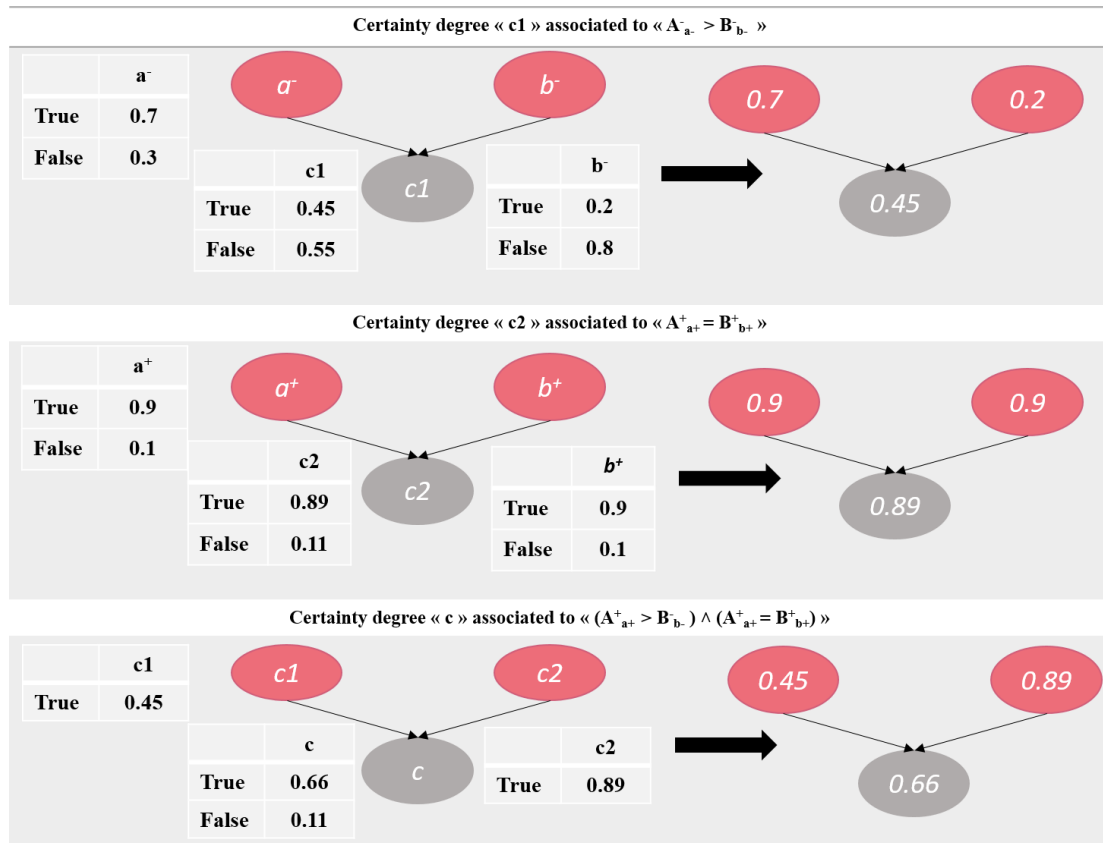 Certainty degree « c1 » associated to « A⁻ₐ₋ > B⁻b₋ »
a⁻
True 0.7
False 0.3
a⁻ b⁻
c1
c1
True 0.45
False 0.55
b⁻
True 0.2
False 0.8
0.7 0.2
0.45
Certainty degree « c2 » associated to « A⁺ₐ₊ = B⁺b₊ »
a⁺
True 0.9
False 0.1
a⁺ b⁺
c2
c2
True 0.89
False 0.11
b⁺
True 0.9
False 0.1
0.9 0.9
0.89
Certainty degree « c » associated to « (A⁺ₐ₊ > B⁻b₋ ) ˄ (A⁺ₐ₊ = B⁺b₊) »
c1
True 0.45
c1 c2
c
c
True 0.66
False 0.11
c2
True 0.89
0.45 0.89
0.66